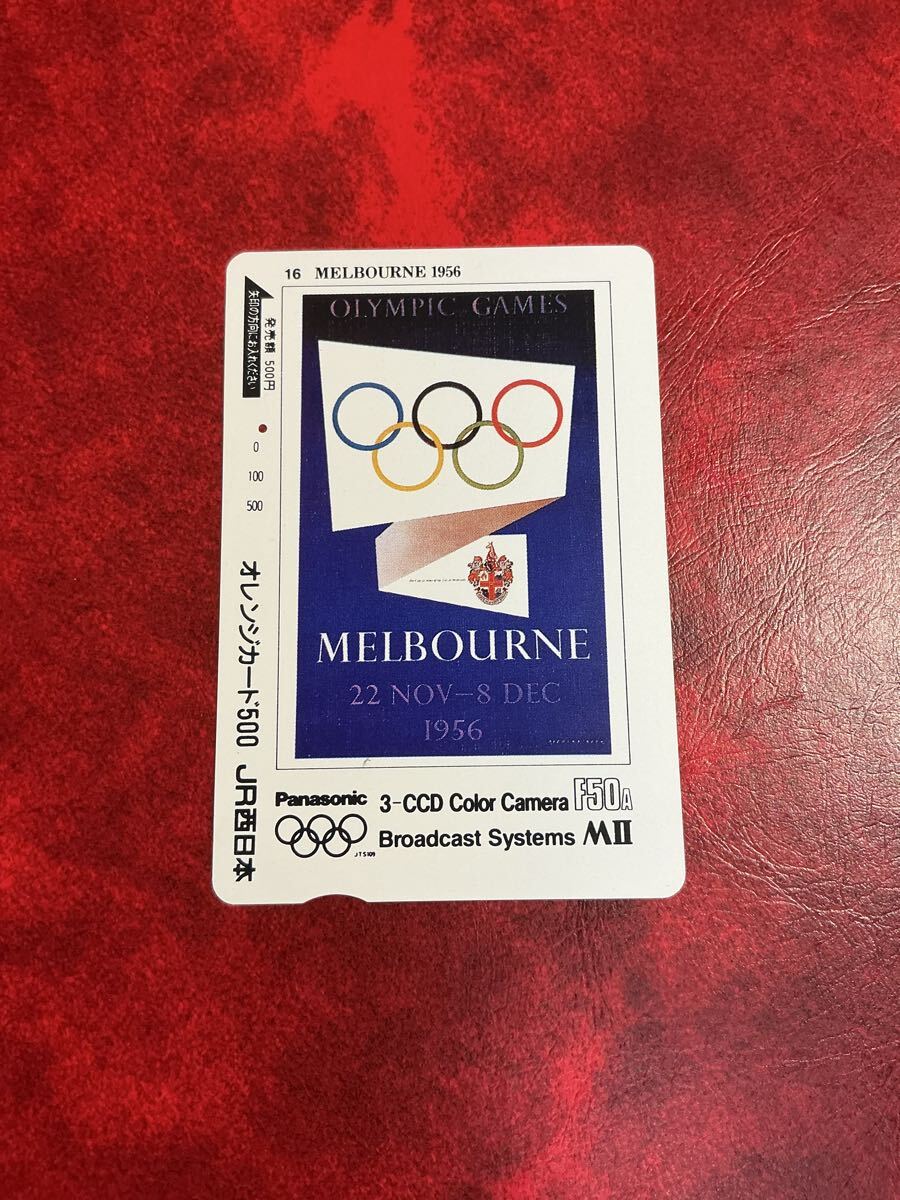 16 MELBOURNE 1956
OLYMPIC GAMES
MELBOURNE
22 NOV–8 DEC
1956
Panasonic
3-CCD Color Camera F50A
Broadcast Systems MII
JTS109
発売額 500円
矢印の方向にお入れください
0
100
500
オレンジカード500 JR西日本